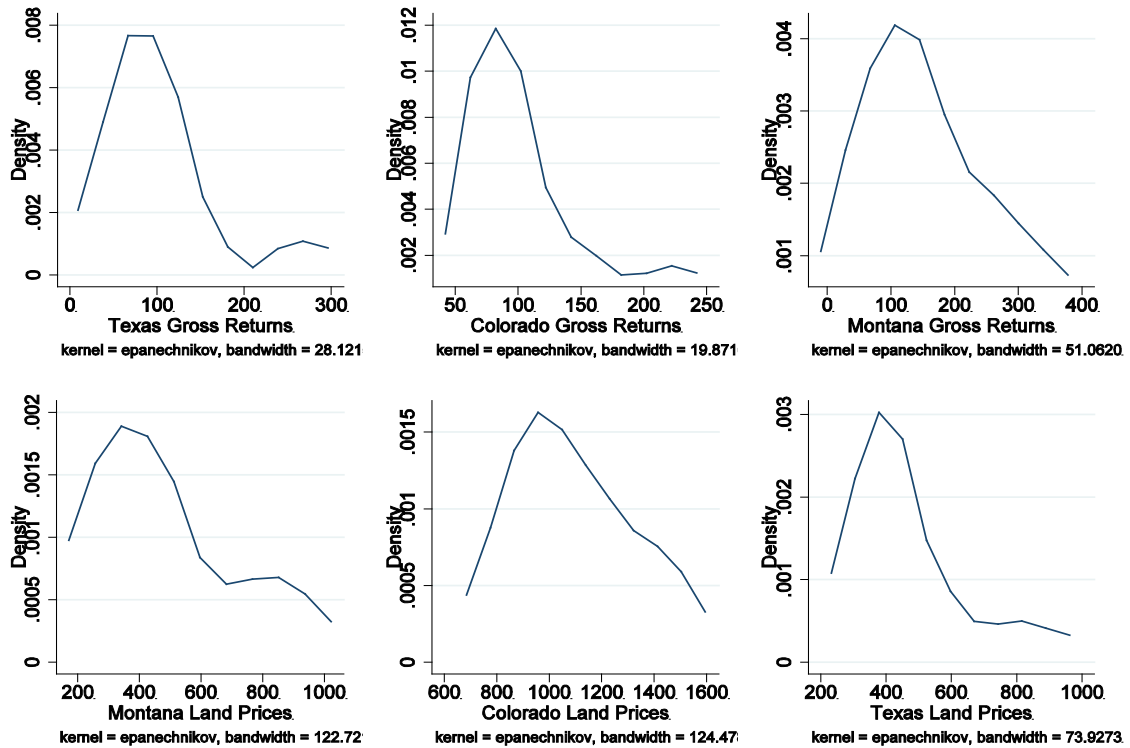 .008
.006
.004
.002
0
Density
0. 100. 200. 300.
Texas Gross Returns.
kernel = epanechnikov, bandwidth = 28.121
.012
.01
.008
.006
.004
.002
Density
50. 100. 150. 200. 250.
Colorado Gross Returns.
kernel = epanechnikov, bandwidth = 19.871
.004
.003
.002
.001
Density
0. 100. 200. 300. 400.
Montana Gross Returns.
kernel = epanechnikov, bandwidth = 51.0620.
.002
.0015
.001
.0005
0
Density
200. 400. 600. 800. 1000.
Montana Land Prices.
kernel = epanechnikov, bandwidth = 122.72
.0015
.001
.0005
0
Density
600. 800. 1000. 1200. 1400. 1600.
Colorado Land Prices.
kernel = epanechnikov, bandwidth = 124.47
.003
.002
.001
0
Density
200. 400. 600. 800. 1000.
Texas Land Prices.
kernel = epanechnikov, bandwidth = 73.9273.